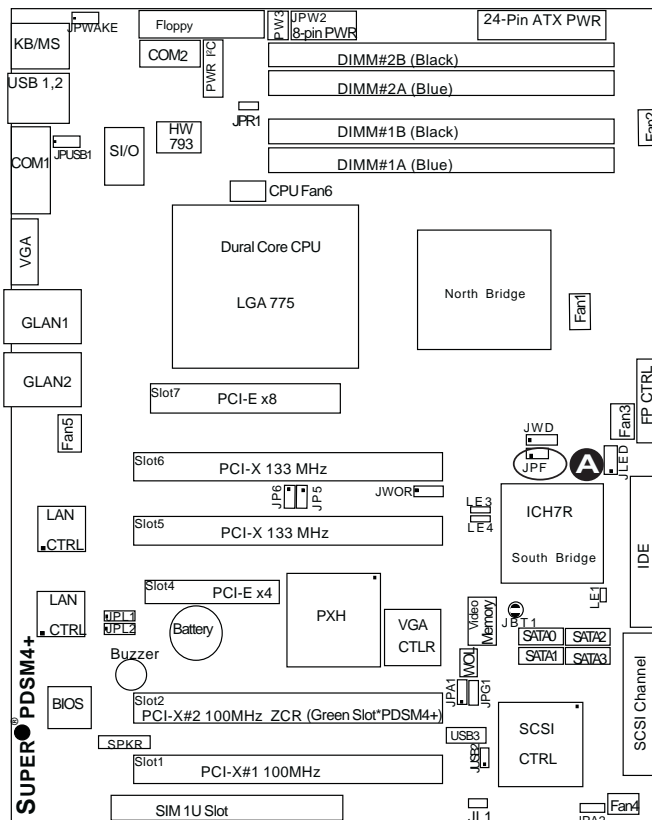 JPWAKE
Floppy
PW3
JPW2
8-pin PWR
24-Pin ATX PWR
KB/MS
COM2
PWR I²C
DIMM#2B (Black)
USB 1,2
DIMM#2A (Blue)
JPR1
Fan2
HW
793
DIMM#1B (Black)
JPUSB1
SI/O
COM1
DIMM#1A (Blue)
CPU Fan6
Dural Core CPU
LGA 775
VGA
North Bridge
Fan1
GLAN1
GLAN2
Slot7
PCI-E x8
FP CTRL
Fan3
Fan5
JWD
JPF
A
JLED
Slot6
PCI-X 133 MHz
JP6
JP5
JWOR
LE3
LE4
ICH7R
South Bridge
IDE
LAN
CTRL
Slot5
PCI-X 133 MHz
Slot4
PCI-E x4
PXH
LE1
LAN
CTRL
JPL1
JPL2
Battery
VGA
CTLR
Video
Memory
JBT1
SATA0
SATA2
SATA1
SATA3
Buzzer
WOL
SCSI Channel
BIOS
JPA1
JPG1
Slot2
PCI-X#2 100MHz ZCR (Green Slot*PDSM4+)
SCSI
CTRL
USB3
JUSB2
SPKR
Slot1
PCI-X#1 100MHz
SUPER® PDSM4+
SIM 1U Slot
JL1
JPA2
Fan4